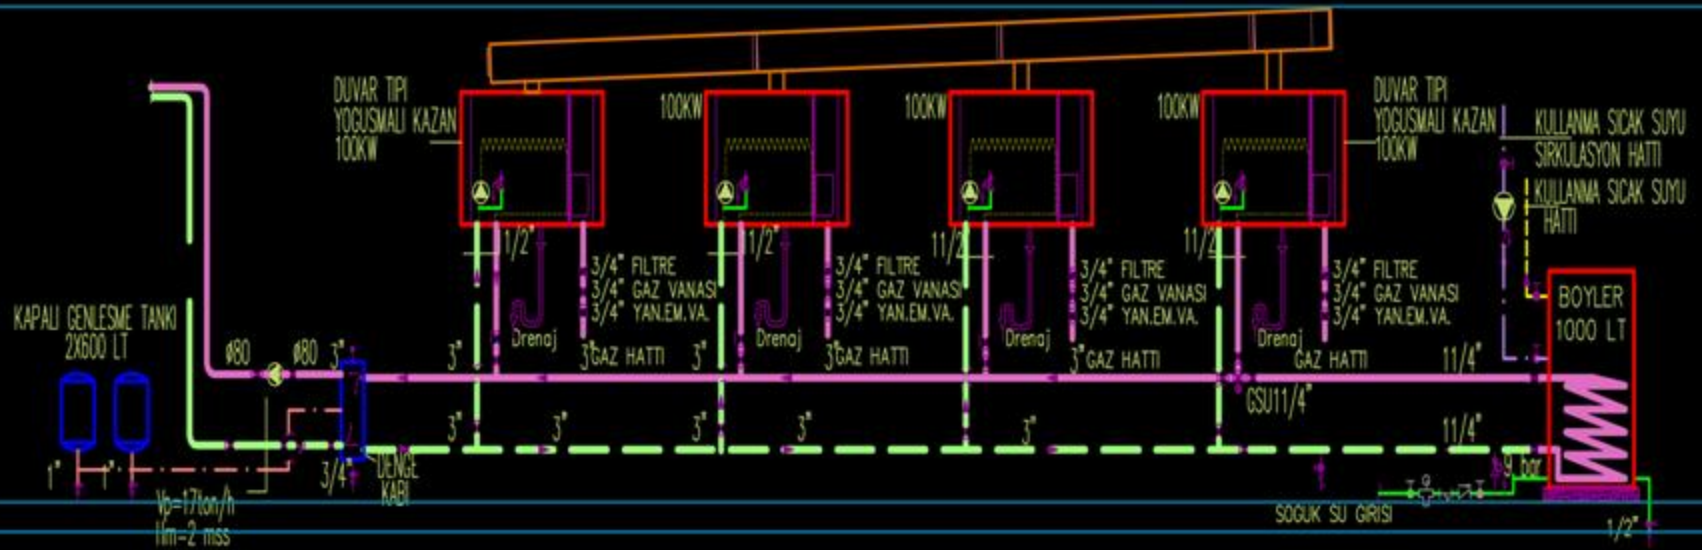 DUVAR TIPI
YOGUSMALI KAZAN
100KW
100KW
100KW
100KW
DUVAR TIPI
YOGUSMALI KAZAN
100KW
KULLANMA SICAK SUYU
SIRKULASYON HATTI
KULLANMA SICAK SUYU
HATTI
1/2"
11/2"
11/2
11/2
3/4" FILTRE
3/4" GAZ VANASI
3/4" YAN.EM.VA.
3/4" FILTRE
3/4" GAZ VANASI
3/4" YAN.EM.VA.
3/4" FILTRE
3/4" GAZ VANASI
3/4" YAN.EM.VA.
3/4" FILTRE
3/4" GAZ VANASI
3/4" YAN.EM.VA.
BOYLER
1000 LT
KAPALI GENLESME TANKI
2X600 LT
Drenaj
Drenaj
Drenaj
Drenaj
Ø80
Ø80
3"
3"
3"
GAZ HATTI
3"
3"
GAZ HATTI
3"
GAZ HATTI
GAZ HATTI
11/4"
GSU11/4"
3"
3"
3"
3"
3"
11/4"
1"
1"
3/4"
DENGE
KABI
9 bar
Vp=17ton/h
Hm=2 mss
SOGUK SU GIRISI
1/2"